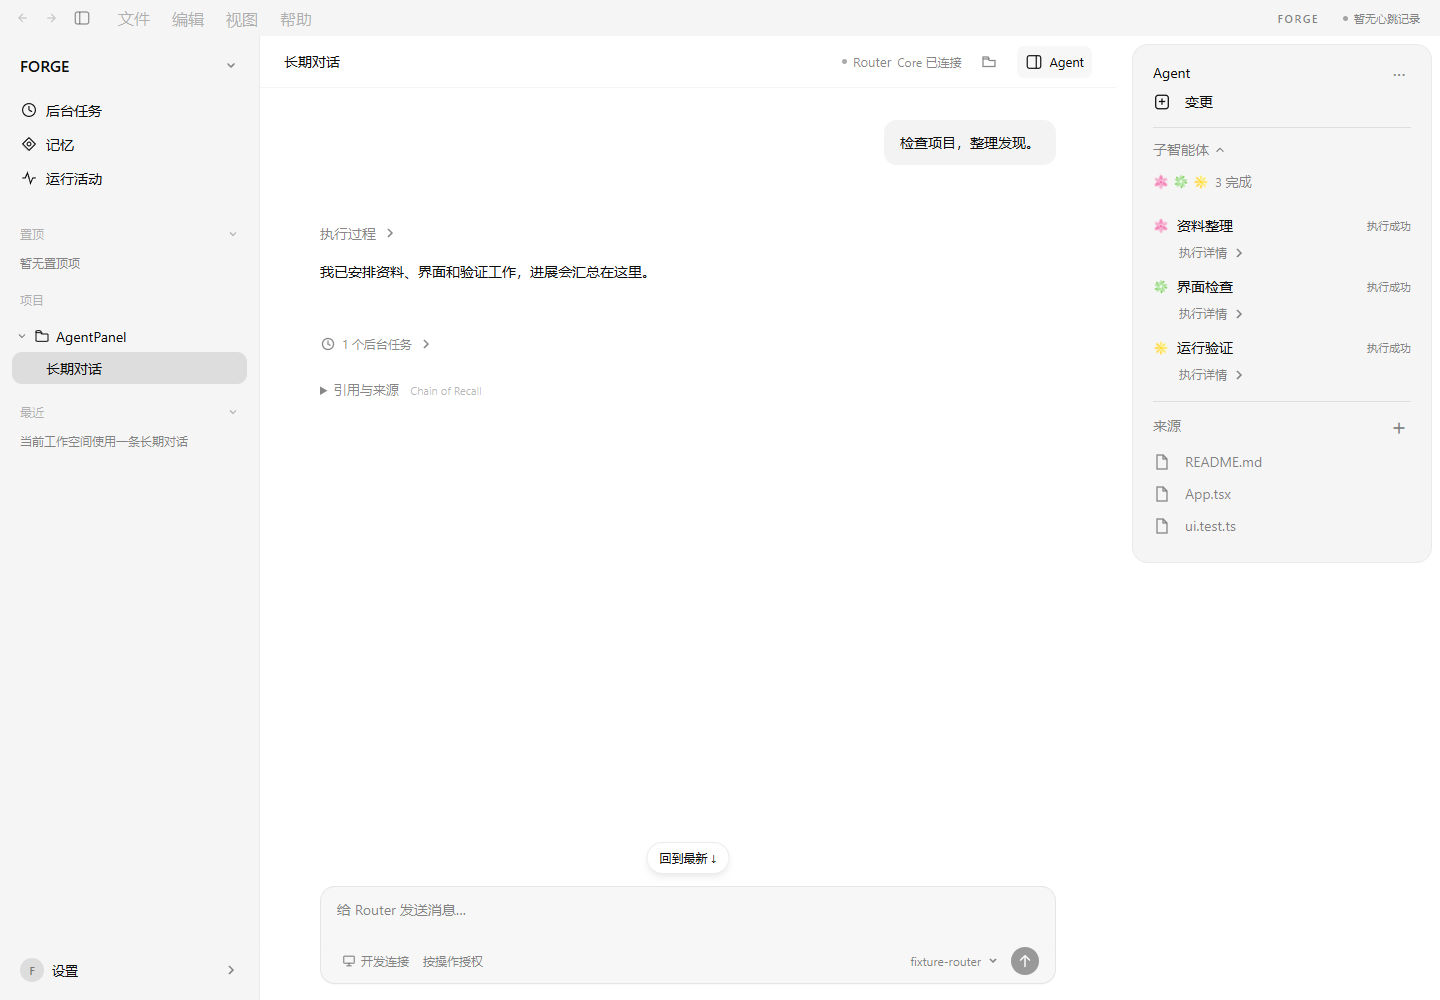 文件 编辑 视图 帮助
FORGE 暂无心跳记录
FORGE
后台任务
记忆
运行活动
置顶
暂无置顶项
项目
AgentPanel
长期对话
最近
当前工作空间使用一条长期对话
F 设置
长期对话
Router Core 已连接
Agent
检查项目，整理发现。
执行过程
我已安排资料、界面和验证工作，进展会汇总在这里。
1 个后台任务
引用与来源 Chain of Recall
回到最新 ↓
给 Router 发送消息...
开发连接 按操作授权
fixture-router
Agent
变更
子智能体
3 完成
资料整理 执行成功
执行详情
界面检查 执行成功
执行详情
运行验证 执行成功
执行详情
来源
README.md
App.tsx
ui.test.ts